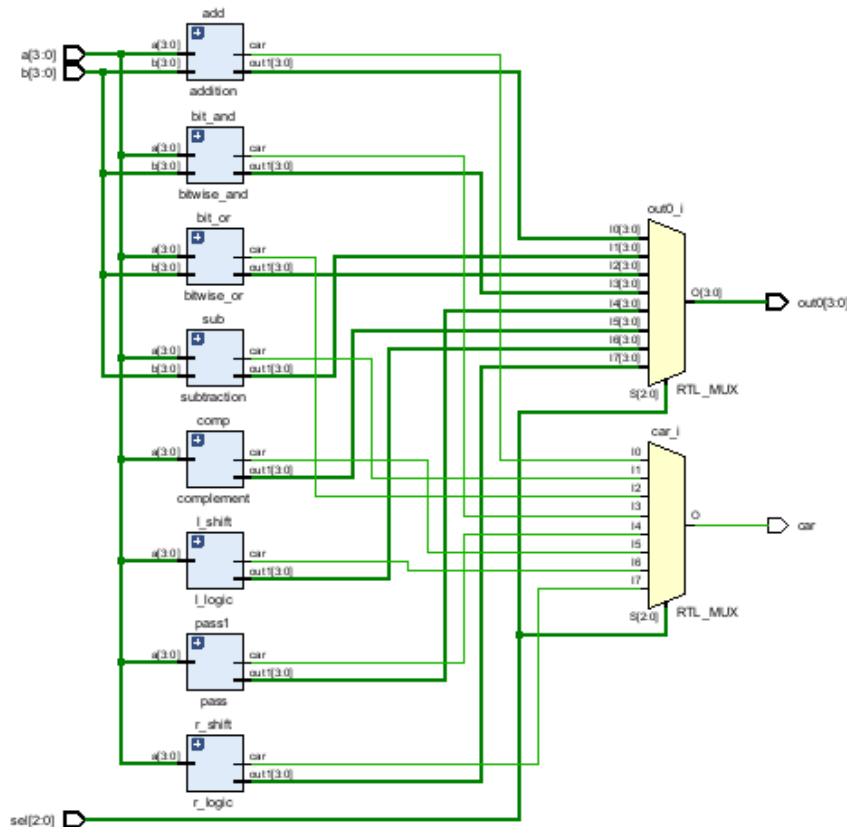 add
a[3:0]
b[3:0]
a[3:0]
b[3:0]
car
out1[3:0]
addition
bit_and
a[3:0]
b[3:0]
car
out1[3:0]
bitwise_and
bit_or
a[3:0]
b[3:0]
car
out1[3:0]
bitwise_or
sub
a[3:0]
b[3:0]
car
out1[3:0]
subtraction
comp
a[3:0]
car
out1[3:0]
complement
l_shift
a[3:0]
car
out1[3:0]
l_logic
pass1
a[3:0]
car
out1[3:0]
pass
r_shift
a[3:0]
car
out1[3:0]
r_logic
sel[2:0]
out0_i
I0[3:0]
I1[3:0]
I2[3:0]
I3[3:0]
I4[3:0]
I5[3:0]
I6[3:0]
I7[3:0]
S[2:0]
O[3:0]
out0[3:0]
RTL_MUX
car_i
I0
I1
I2
I3
I4
I5
I6
I7
S[2:0]
O
car
RTL_MUX